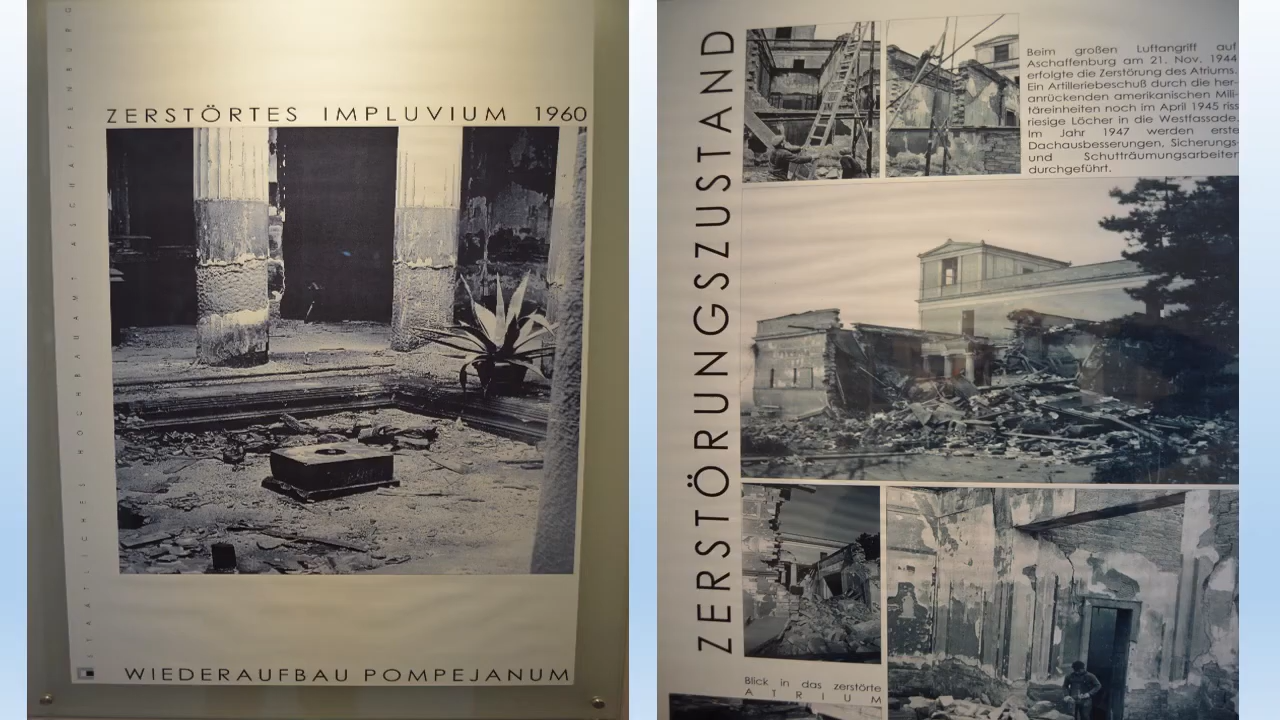 ZERSTÖRTES IMPLUVIUM 1960
STAATLICHES HOCHBAUAMT ASCHAFFENBURG
WIEDERAUFBAU POMPEJANUM
ZERSTÖRUNGSZUSTAND
Beim großen Luftangriff auf
Aschaffenburg am 21. Nov. 1944
erfolgte die Zerstörung des Atriums.
Ein Artilleriebeschuß durch die her-
anrückenden amerikanischen Mili-
täreinheiten noch im April 1945 riss
riesige Löcher in die Westfassade.
Im Jahr 1947 werden erste
Dachausbesserungen, Sicherungs-
und Schutträumungsarbeiten
durchgeführt.
Blick in das zerstörte
ATRIUM